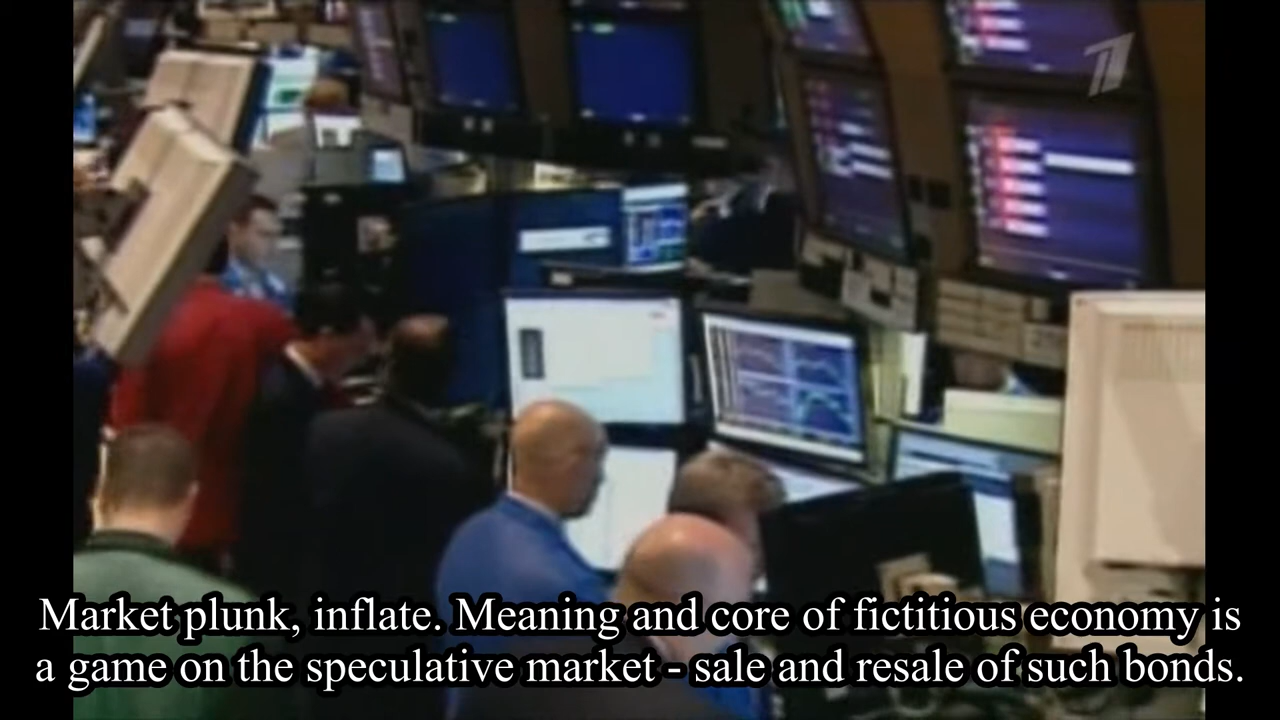 Market plunk, inflate. Meaning and core of fictitious economy is
a game on the speculative market - sale and resale of such bonds.